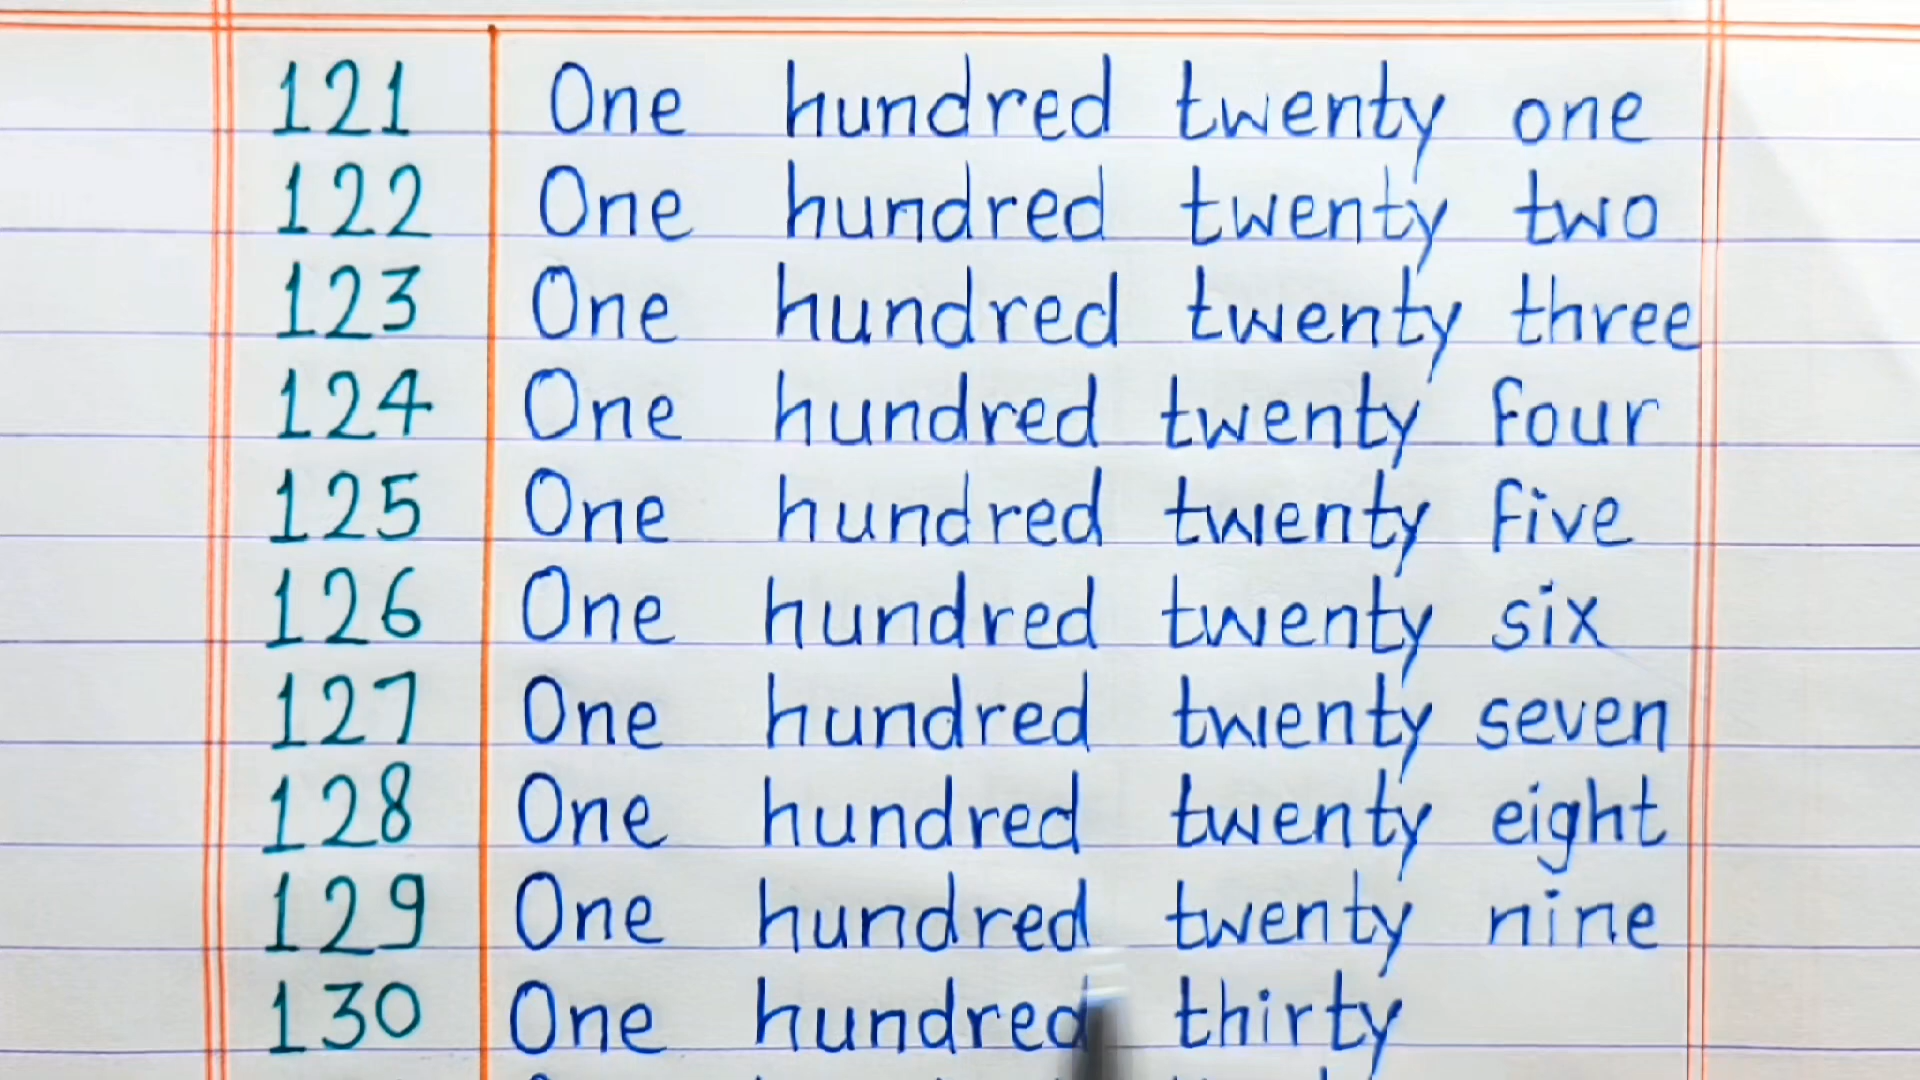 121 One hundred twenty one
122 One hundred twenty two
123 One hundred twenty three
124 One hundred twenty four
125 One hundred twenty five
126 One hundred twenty six
127 One hundred twenty seven
128 One hundred twenty eight
129 One hundred twenty nine
130 One hundred thirty